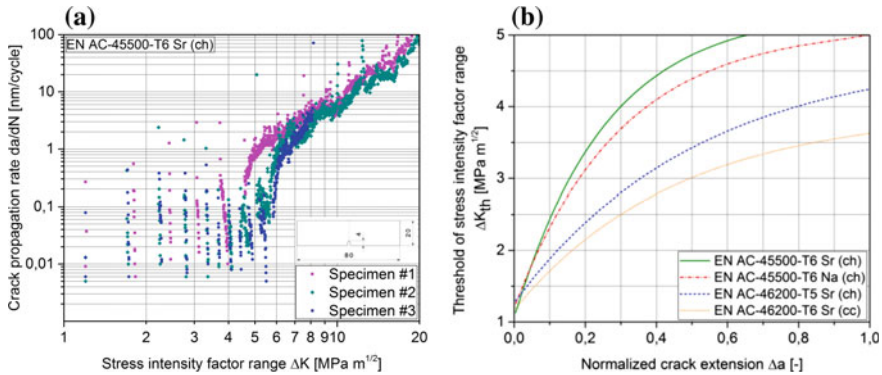 (a)
EN AC-45500-T6 Sr (ch)
Crack propagation rate da/dN [nm/cycle]
100
10
1
0,1
0,01
4
20
80
Specimen #1
Specimen #2
Specimen #3
1 2 3 4 5 6 7 8 9 10 20
Stress intensity factor range ΔK [MPa m^1/2]
(b)
Threshold of stress intensity factor range
ΔK_th [MPa m^1/2]
5
4
3
2
1
EN AC-45500-T6 Sr (ch)
EN AC-45500-T6 Na (ch)
EN AC-46200-T5 Sr (ch)
EN AC-46200-T6 Sr (cc)
0,0 0,2 0,4 0,6 0,8 1,0
Normalized crack extension Δa [-]